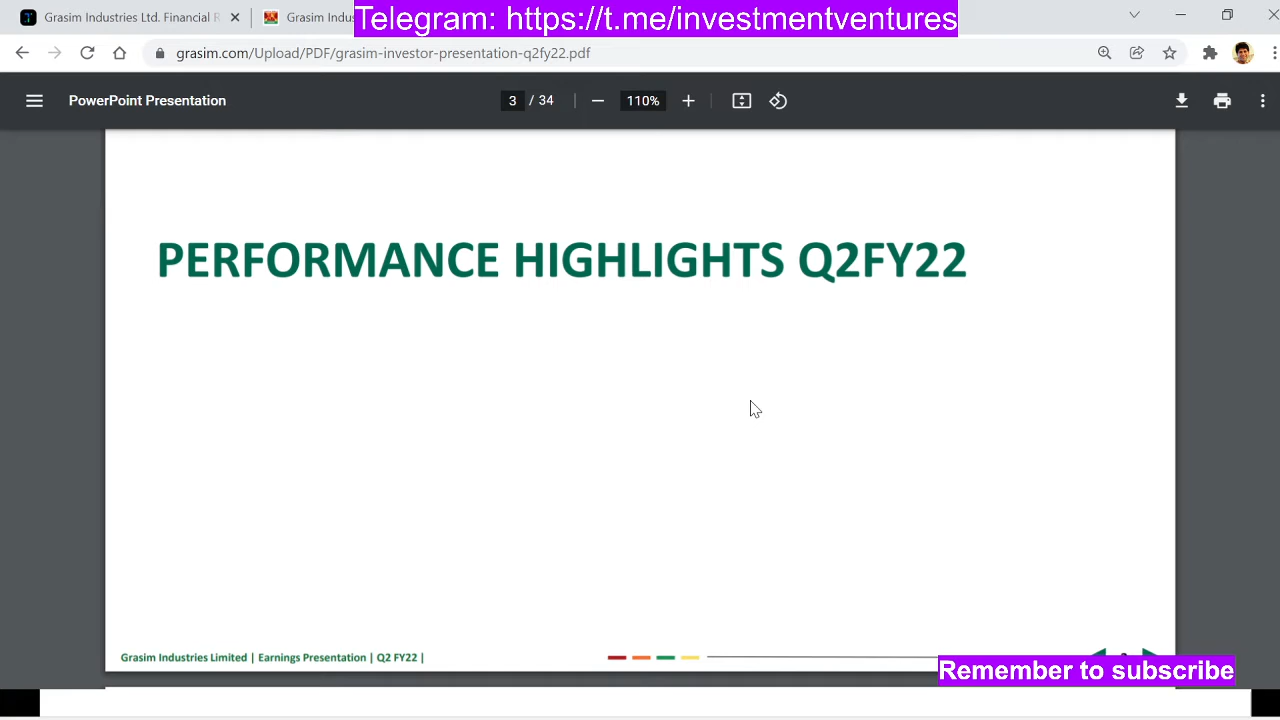 Grasim Industries Ltd. Financial R
Grasim Indus
Telegram: https://t.me/investmentventures
grasim.com/Upload/PDF/grasim-investor-presentation-q2fy22.pdf
PowerPoint Presentation
3 / 34
110%
PERFORMANCE HIGHLIGHTS Q2FY22
Grasim Industries Limited | Earnings Presentation | Q2 FY22 |
Remember to subscribe